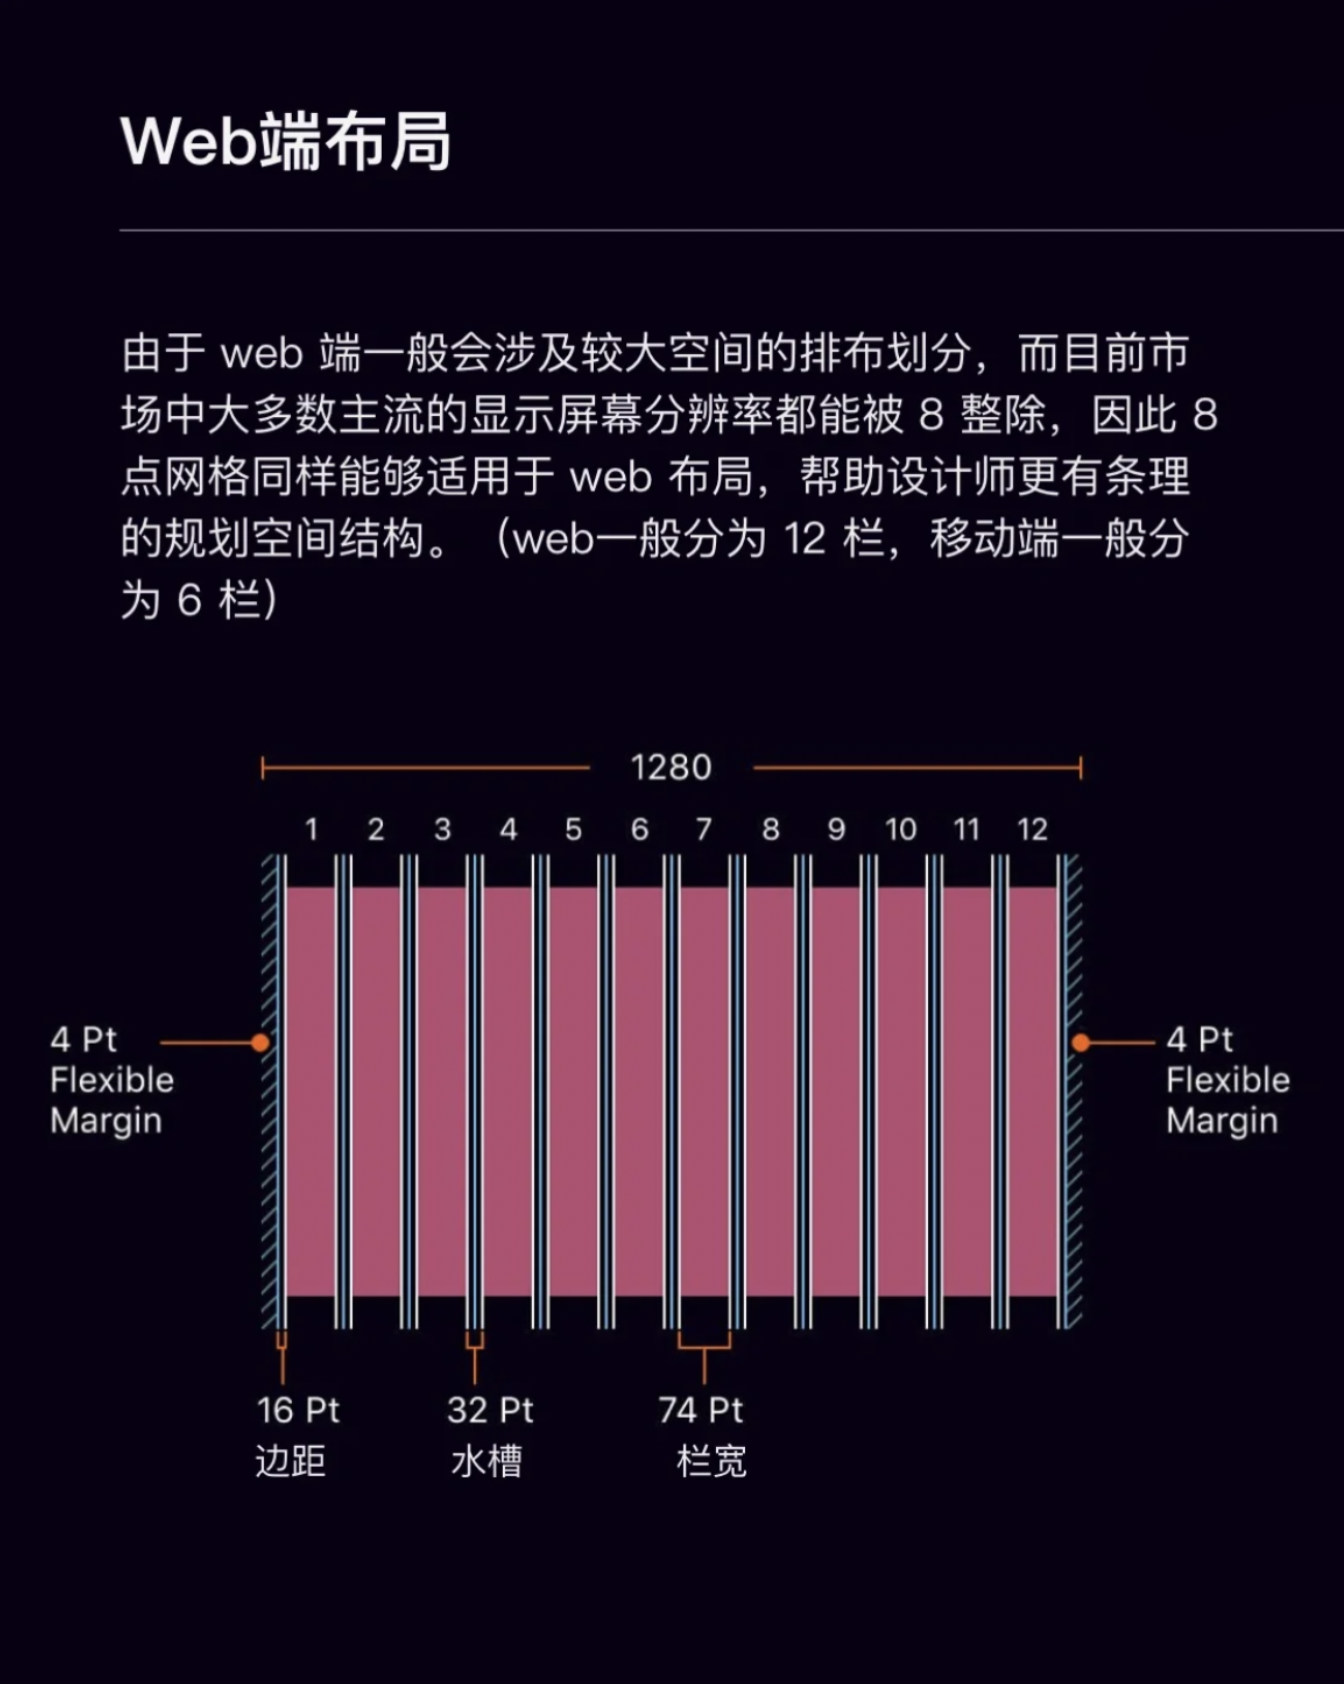 Web端布局
由于 web 端一般会涉及较大空间的排布划分，而目前市
场中大多数主流的显示屏幕分辨率都能被 8 整除，因此 8
点网格同样能够适用于 web 布局，帮助设计师更有条理
的规划空间结构。（web一般分为 12 栏，移动端一般分
为 6 栏）
1280
1 2 3 4 5 6 7 8 9 10 11 12
4 Pt
Flexible
Margin
4 Pt
Flexible
Margin
16 Pt
边距
32 Pt
水槽
74 Pt
栏宽